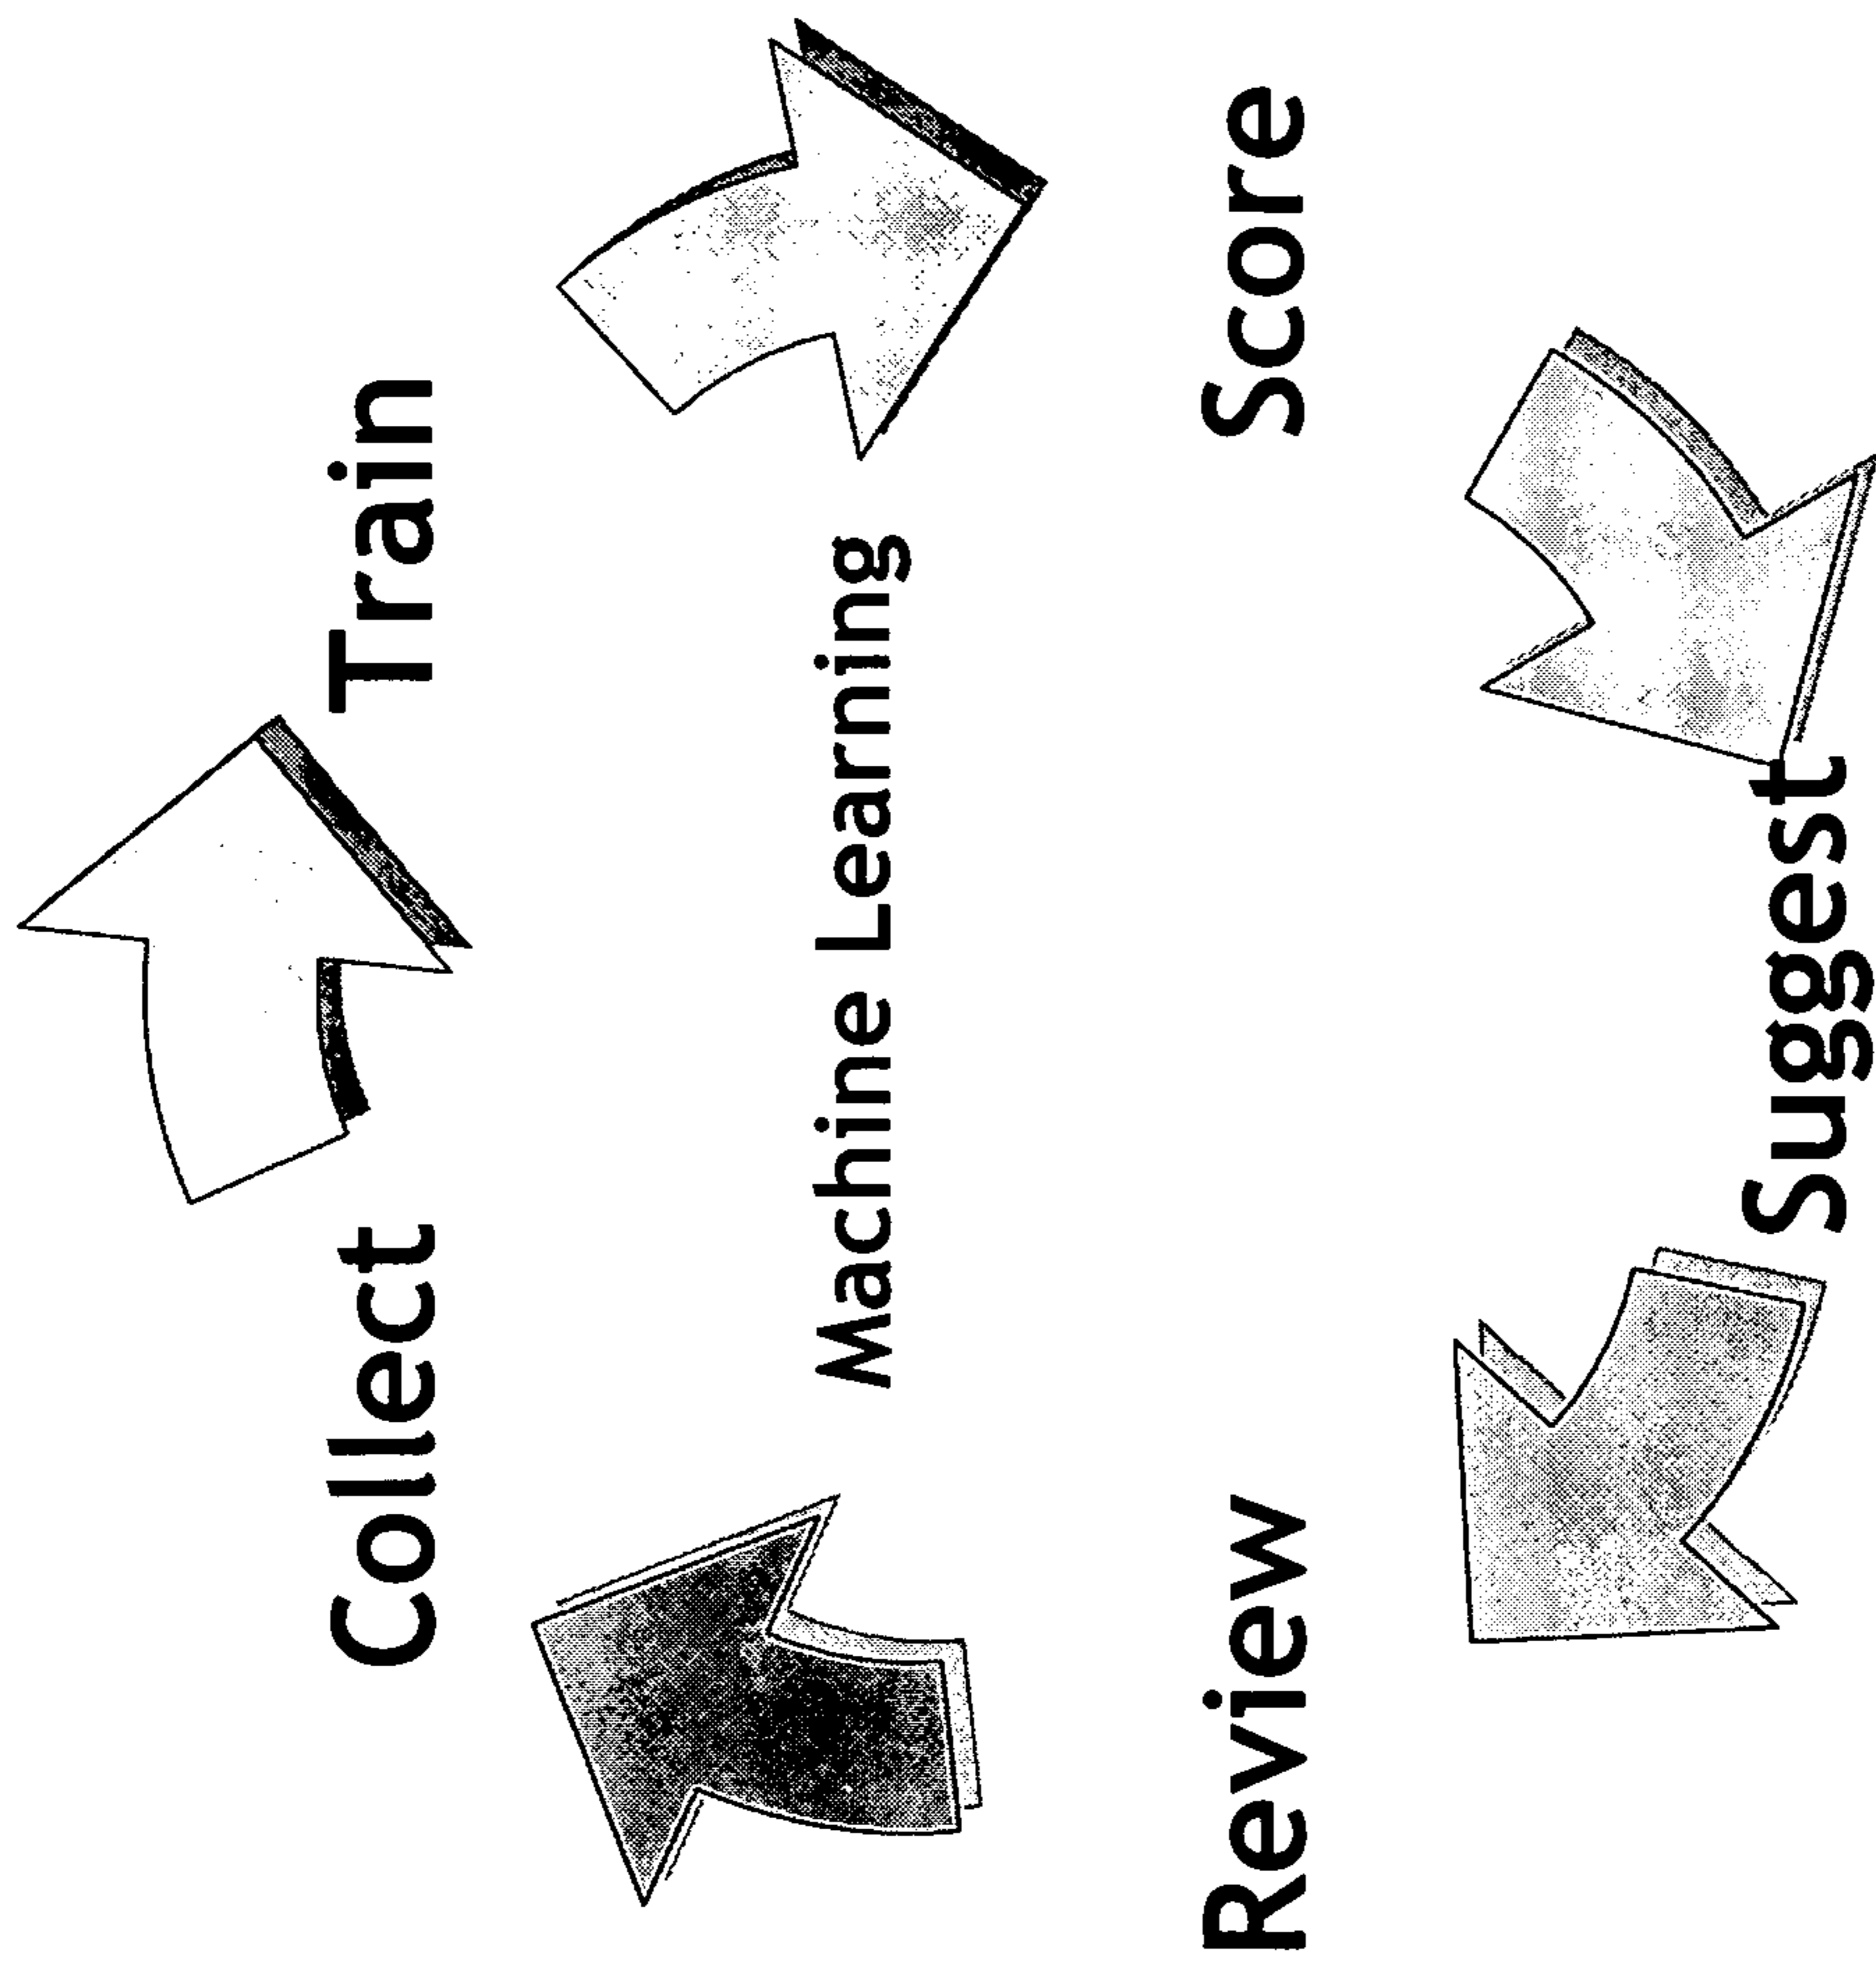 Collect
Train
Machine Learning
Review
Score
Suggest